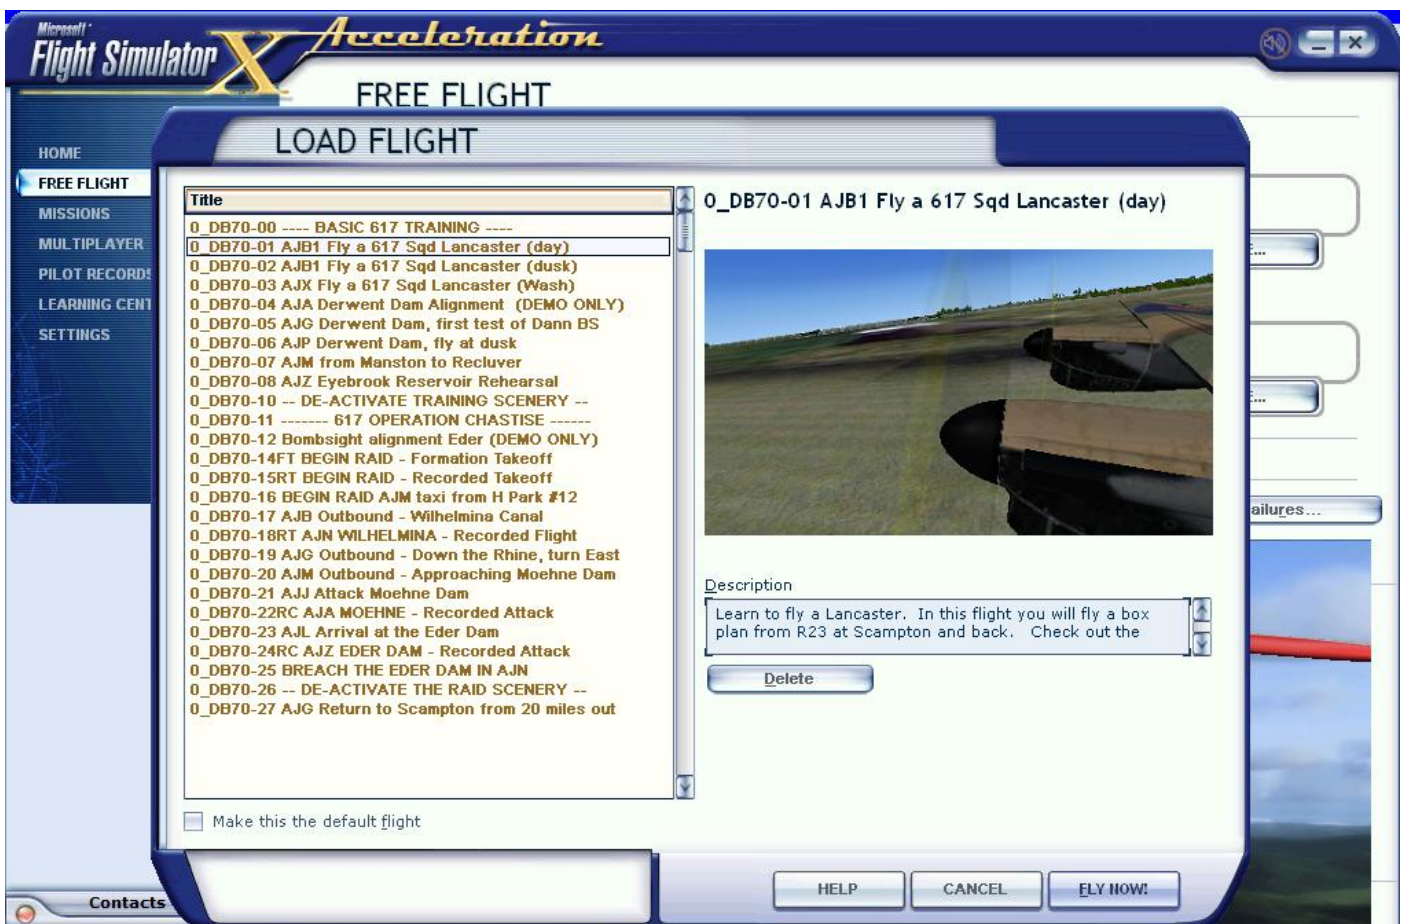 Microsoft
Flight Simulator X Acceleration
FREE FLIGHT
LOAD FLIGHT
HOME
FREE FLIGHT
MISSIONS
MULTIPLAYER
PILOT RECORDS
LEARNING CENT
SETTINGS
Title
0_DB70-00 ---- BASIC 617 TRAINING ----
0_DB70-01 AJB1 Fly a 617 Sqd Lancaster (day)
0_DB70-02 AJB1 Fly a 617 Sqd Lancaster (dusk)
0_DB70-03 AJX Fly a 617 Sqd Lancaster (Wash)
0_DB70-04 AJA Derwent Dam Alignment (DEMO ONLY)
0_DB70-05 AJG Derwent Dam, first test of Dann BS
0_DB70-06 AJP Derwent Dam, fly at dusk
0_DB70-07 AJM from Manston to Recluver
0_DB70-08 AJZ Eyebrook Reservoir Rehearsal
0_DB70-10 -- DE-ACTIVATE TRAINING SCENERY --
0_DB70-11 ------- 617 OPERATION CHASTISE ------
0_DB70-12 Bombsight alignment Eder (DEMO ONLY)
0_DB70-14FT BEGIN RAID - Formation Takeoff
0_DB70-15RT BEGIN RAID - Recorded Takeoff
0_DB70-16 BEGIN RAID AJM taxi from H Park #12
0_DB70-17 AJB Outbound - Wilhelmina Canal
0_DB70-18RT AJN WILHELMINA - Recorded Flight
0_DB70-19 AJG Outbound - Down the Rhine, turn East
0_DB70-20 AJM Outbound - Approaching Moehne Dam
0_DB70-21 AJJ Attack Moehne Dam
0_DB70-22RC AJA MOEHNE - Recorded Attack
0_DB70-23 AJL Arrival at the Eder Dam
0_DB70-24RC AJZ EDER DAM - Recorded Attack
0_DB70-25 BREACH THE EDER DAM IN AJN
0_DB70-26 -- DE-ACTIVATE THE RAID SCENERY --
0_DB70-27 AJG Return to Scampton from 20 miles out
Make this the default flight
0_DB70-01 AJB1 Fly a 617 Sqd Lancaster (day)
Description
Learn to fly a Lancaster. In this flight you will fly a box
plan from R23 at Scampton and back. Check out the
Delete
ailures...
HELP
CANCEL
FLY NOW!
Contacts